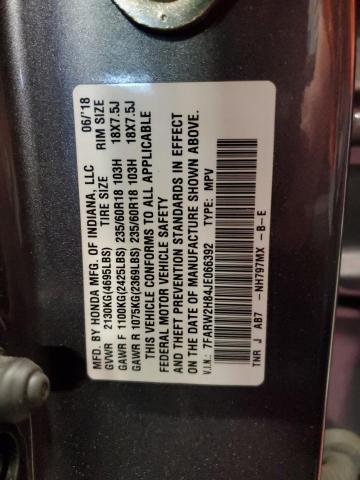 MFD. BY HONDA MFG. OF INDIANA, LLC 06/'18
GVWR 2130KG(4695LBS) TIRE SIZE RIM SIZE
GAWR F 1100KG(2425LBS) 235/60R18 103H 18X7.5J
GAWR R 1075KG(2369LBS) 235/60R18 103H 18X7.5J
THIS VEHICLE CONFORMS TO ALL APPLICABLE
FEDERAL MOTOR VEHICLE SAFETY
AND THEFT PREVENTION STANDARDS IN EFFECT
ON THE DATE OF MANUFACTURE SHOWN ABOVE.
V.I.N.: 7FARW2H84JE066392 TYPE: MPV
TNR J AB7 -NH797MX -B-E